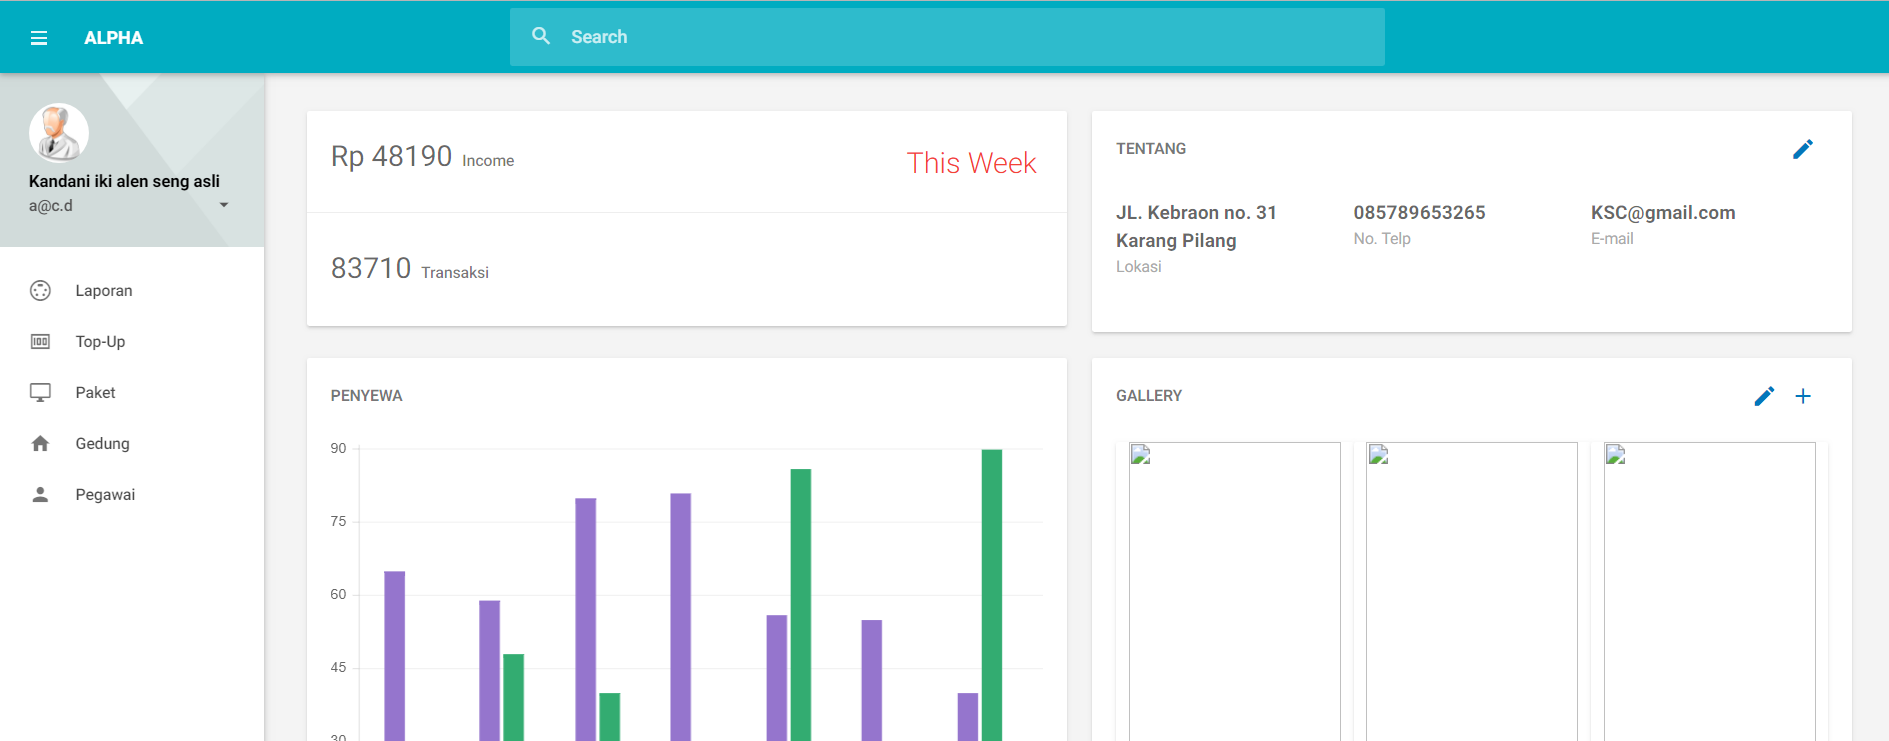 ALPHA
Search
Kandani iki alen seng asli
a@c.d
Laporan
Top-Up
Paket
Gedung
Pegawai
Rp 48190 Income
This Week
83710 Transaksi
TENTANG
JL. Kebraon no. 31
Karang Pilang
Lokasi
085789653265
No. Telp
KSC@gmail.com
E-mail
PENYEWA
90
75
60
45
30
GALLERY